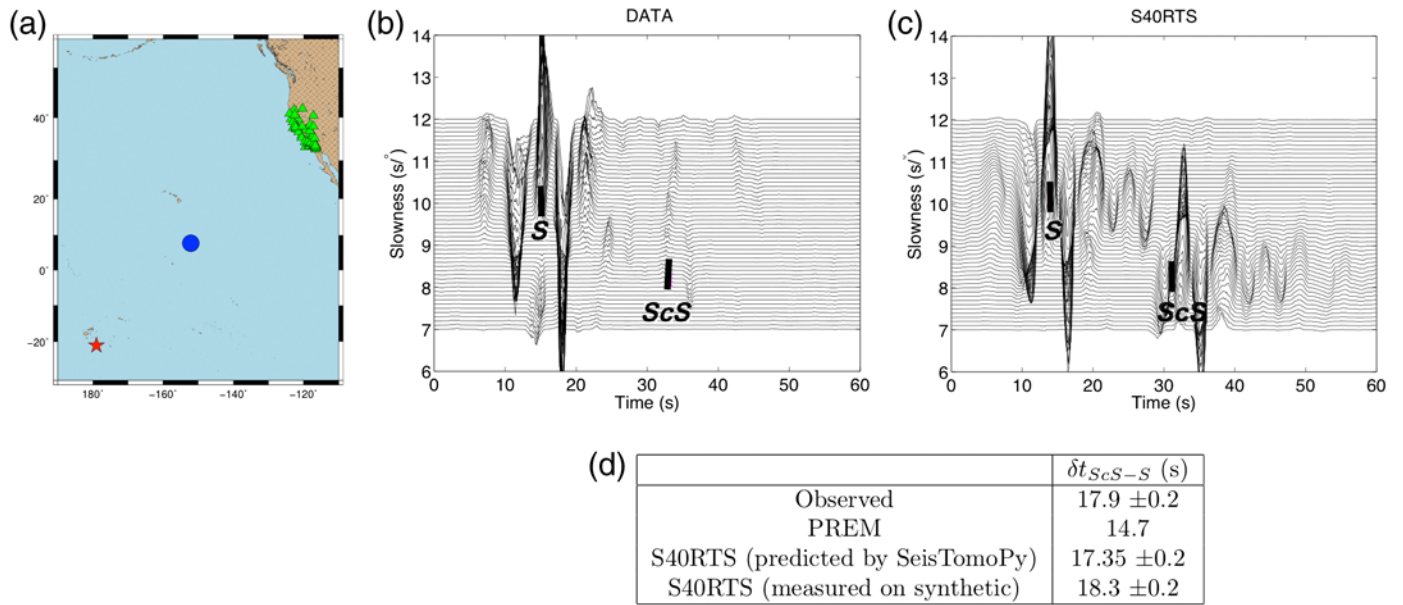 (a)
40°
20°
0°
−20°
180°
−160°
−140°
−120°
(b)
DATA
Slowness (s/°)
14
13
12
11
10
9
8
7
6
S
ScS
0
10
20
30
40
50
60
Time (s)
(c)
S40RTS
Slowness (s/°)
14
13
12
11
10
9
8
7
6
S
ScS
0
10
20
30
40
50
60
Time (s)
(d)
δt_{ScS−S} (s)
Observed 17.9 ±0.2
PREM 14.7
S40RTS (predicted by SeisTomoPy) 17.35 ±0.2
S40RTS (measured on synthetic) 18.3 ±0.2